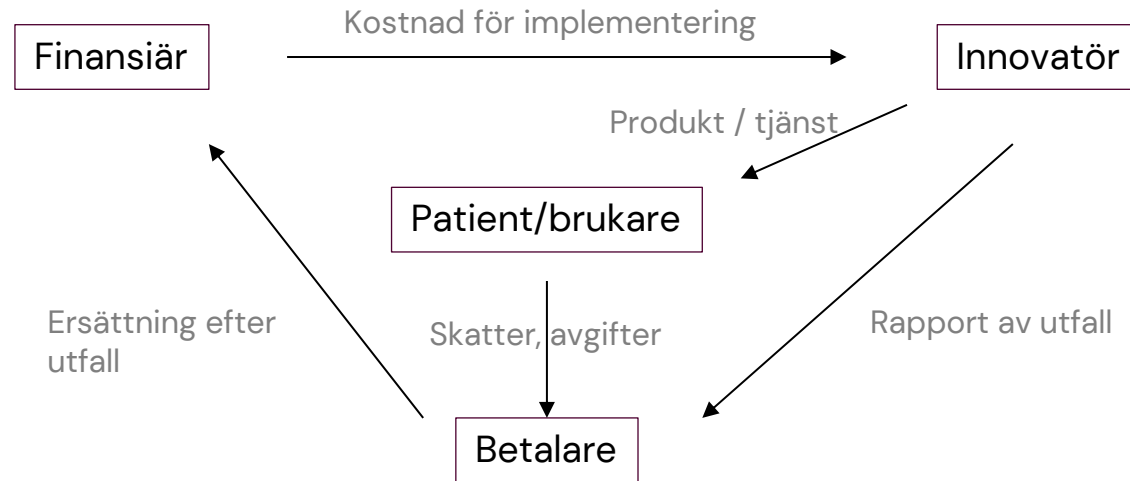 Kostnad för implementering
Finansiär
Innovatör
Produkt / tjänst
Patient/brukare
Ersättning efter
utfall
Skatter, avgifter
Rapport av utfall
Betalare